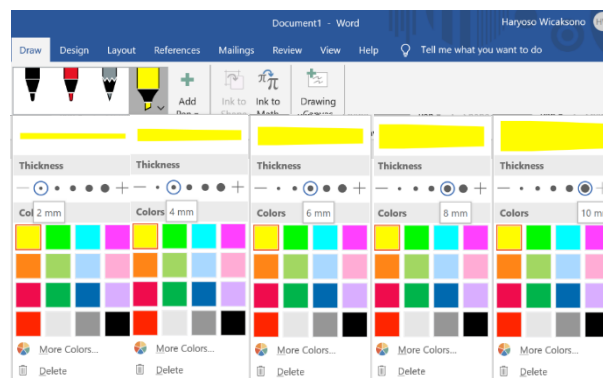 Document1 - Word
Haryoso Wicaksono
Draw Design Layout References Mailings Review View Help Tell me what you want to do
Add
Ink to Ink to Drawing
Math
Thickness Thickness Thickness Thickness Thickness
2 mm Colors 4 mm Colors 6 mm Colors 8 mm Colors 10 m
More Colors... More Colors... More Colors... More Colors... More Colors...
Delete Delete Delete Delete Delete